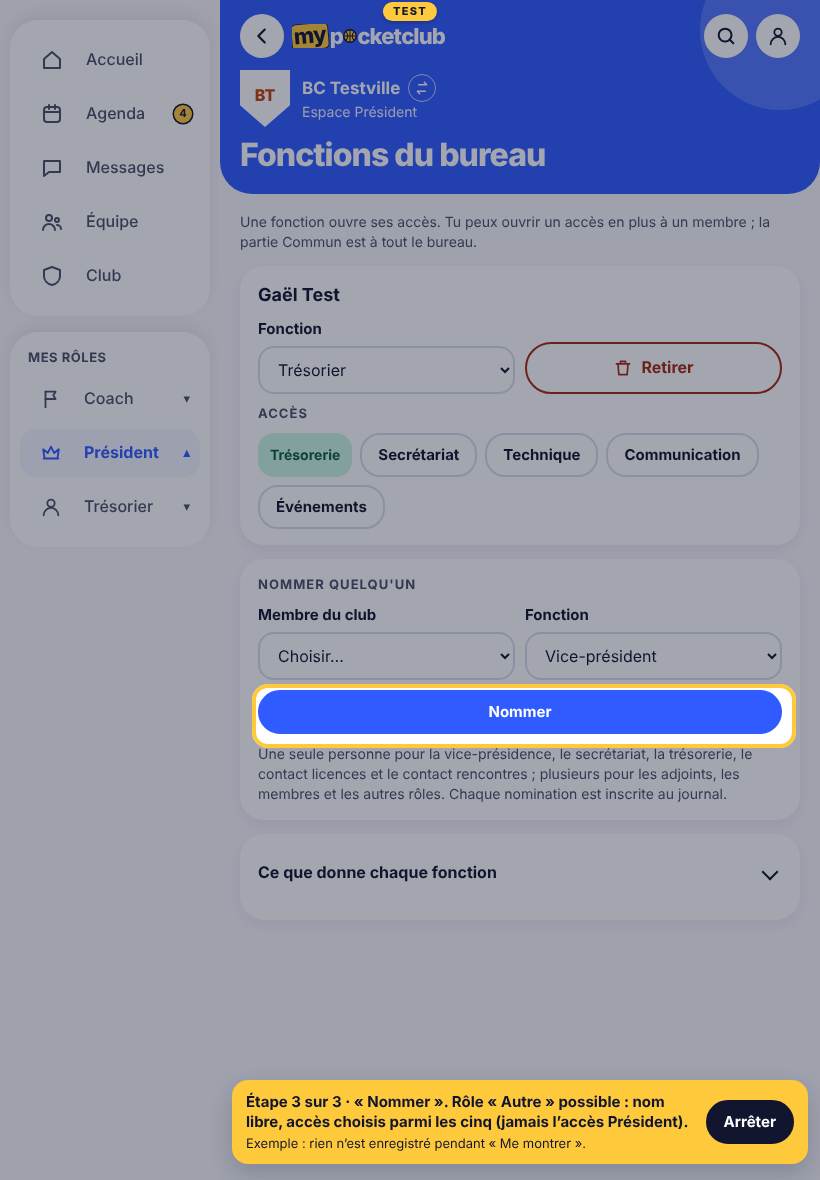 TEST
Accueil
Agenda
4
Messages
Équipe
Club
MES RÔLES
Coach
Président
Trésorier
mypocketclub
BT
BC Testville
Espace Président
Fonctions du bureau
Une fonction ouvre ses accès. Tu peux ouvrir un accès en plus à un membre ; la
partie Commun est à tout le bureau.
Gaël Test
Fonction
Trésorier
Retirer
ACCÈS
Trésorerie
Secrétariat
Technique
Communication
Événements
NOMMER QUELQU'UN
Membre du club
Fonction
Choisir...
Vice-président
Nommer
Une seule personne pour la vice-présidence, le secrétariat, la trésorerie, le
contact licences et le contact rencontres ; plusieurs pour les adjoints, les
membres et les autres rôles. Chaque nomination est inscrite au journal.
Ce que donne chaque fonction
Étape 3 sur 3 · « Nommer ». Rôle « Autre » possible : nom
libre, accès choisis parmi les cinq (jamais l’accès Président).
Exemple : rien n’est enregistré pendant « Me montrer ».
Arrêter